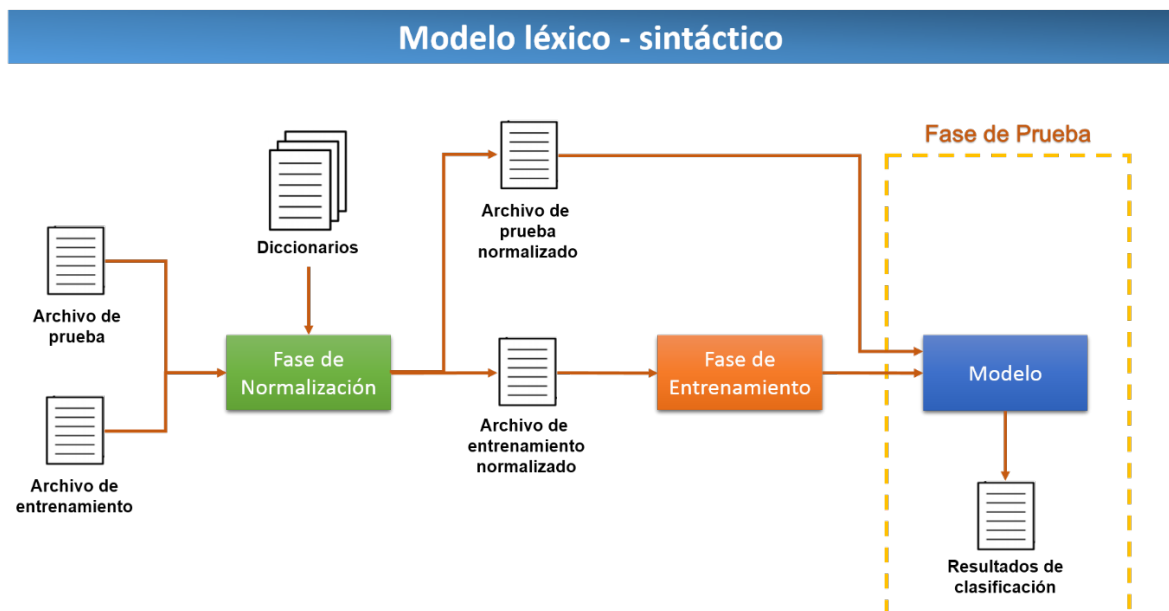 Modelo léxico - sintáctico
Fase de Prueba
Diccionarios
Archivo de
prueba
normalizado
Archivo de
prueba
Fase de
Normalización
Fase de
Entrenamiento
Modelo
Archivo de
entrenamiento
normalizado
Archivo de
entrenamiento
Resultados de
clasificación